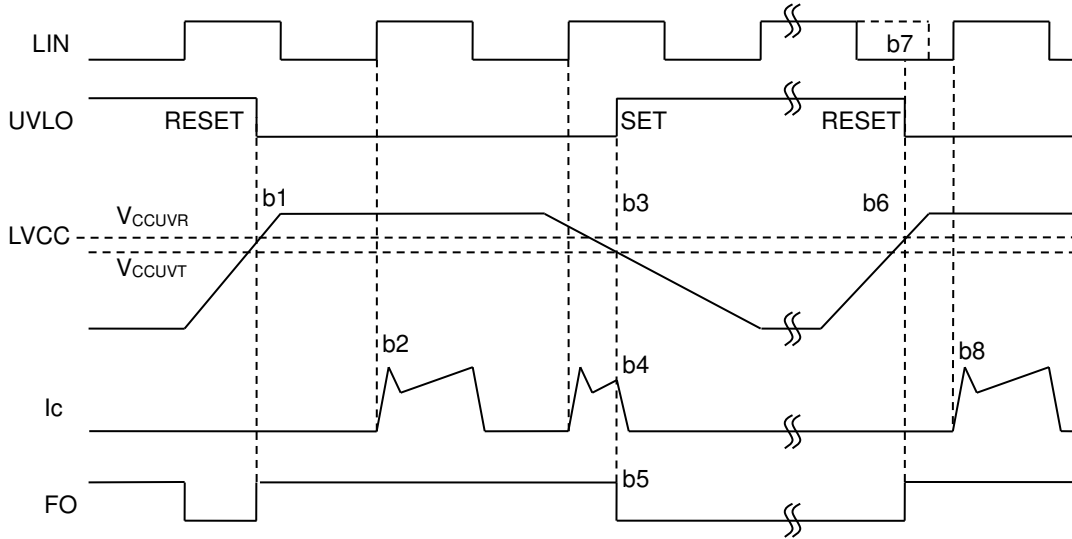 LIN
b7
UVLO RESET SET RESET
b1 b3 b6
VCCUVR
LVCC
VCCUVT
b2 b4 b8
Ic
b5
FO